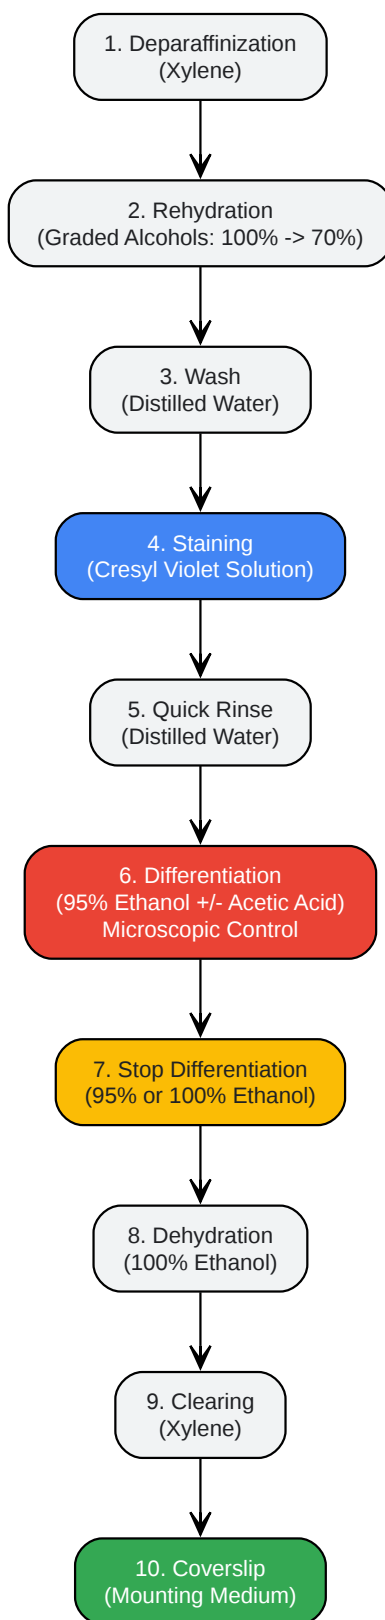 1. Deparaffinization
(Xylene)
2. Rehydration
(Graded Alcohols: 100% -> 70%)
3. Wash
(Distilled Water)
4. Staining
(Cresyl Violet Solution)
5. Quick Rinse
(Distilled Water)
6. Differentiation
(95% Ethanol +/- Acetic Acid)
Microscopic Control
7. Stop Differentiation
(95% or 100% Ethanol)
8. Dehydration
(100% Ethanol)
9. Clearing
(Xylene)
10. Coverslip
(Mounting Medium)